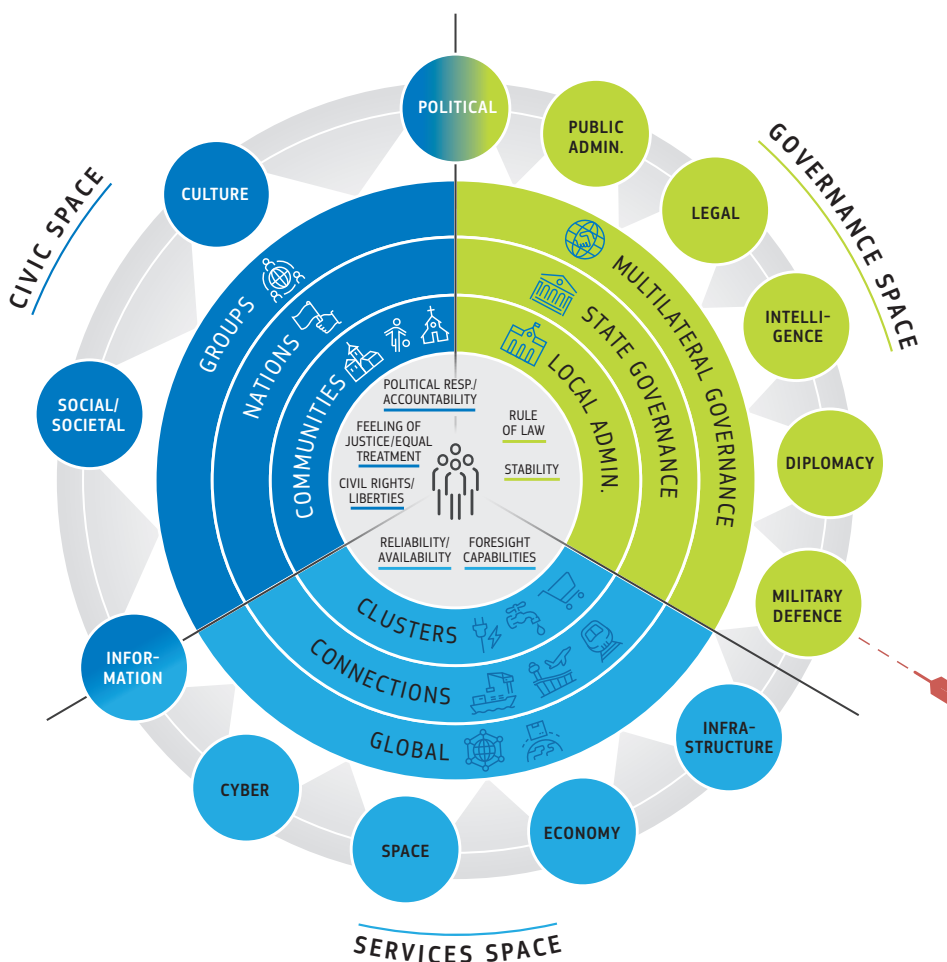 POLITICAL
PUBLIC
ADMIN.
LEGAL
INTELLI-
GENCE
DIPLOMACY
MILITARY
DEFENCE
INFRA-
STRUCTURE
ECONOMY
SPACE
CYBER
INFOR-
MATION
SOCIAL/
SOCIETAL
CULTURE
CIVIC SPACE
GOVERNANCE SPACE
SERVICES SPACE
GROUPS
NATIONS
COMMUNITIES
MULTILATERAL GOVERNANCE
STATE GOVERNANCE
LOCAL ADMIN.
POLITICAL RESP./
ACCOUNTABILITY
FEELING OF
JUSTICE/EQUAL
TREATMENT
CIVIL RIGHTS/
LIBERTIES
RULE
OF LAW
STABILITY
RELIABILITY/
AVAILABILITY
FORESIGHT
CAPABILITIES
CLUSTERS
CONNECTIONS
GLOBAL